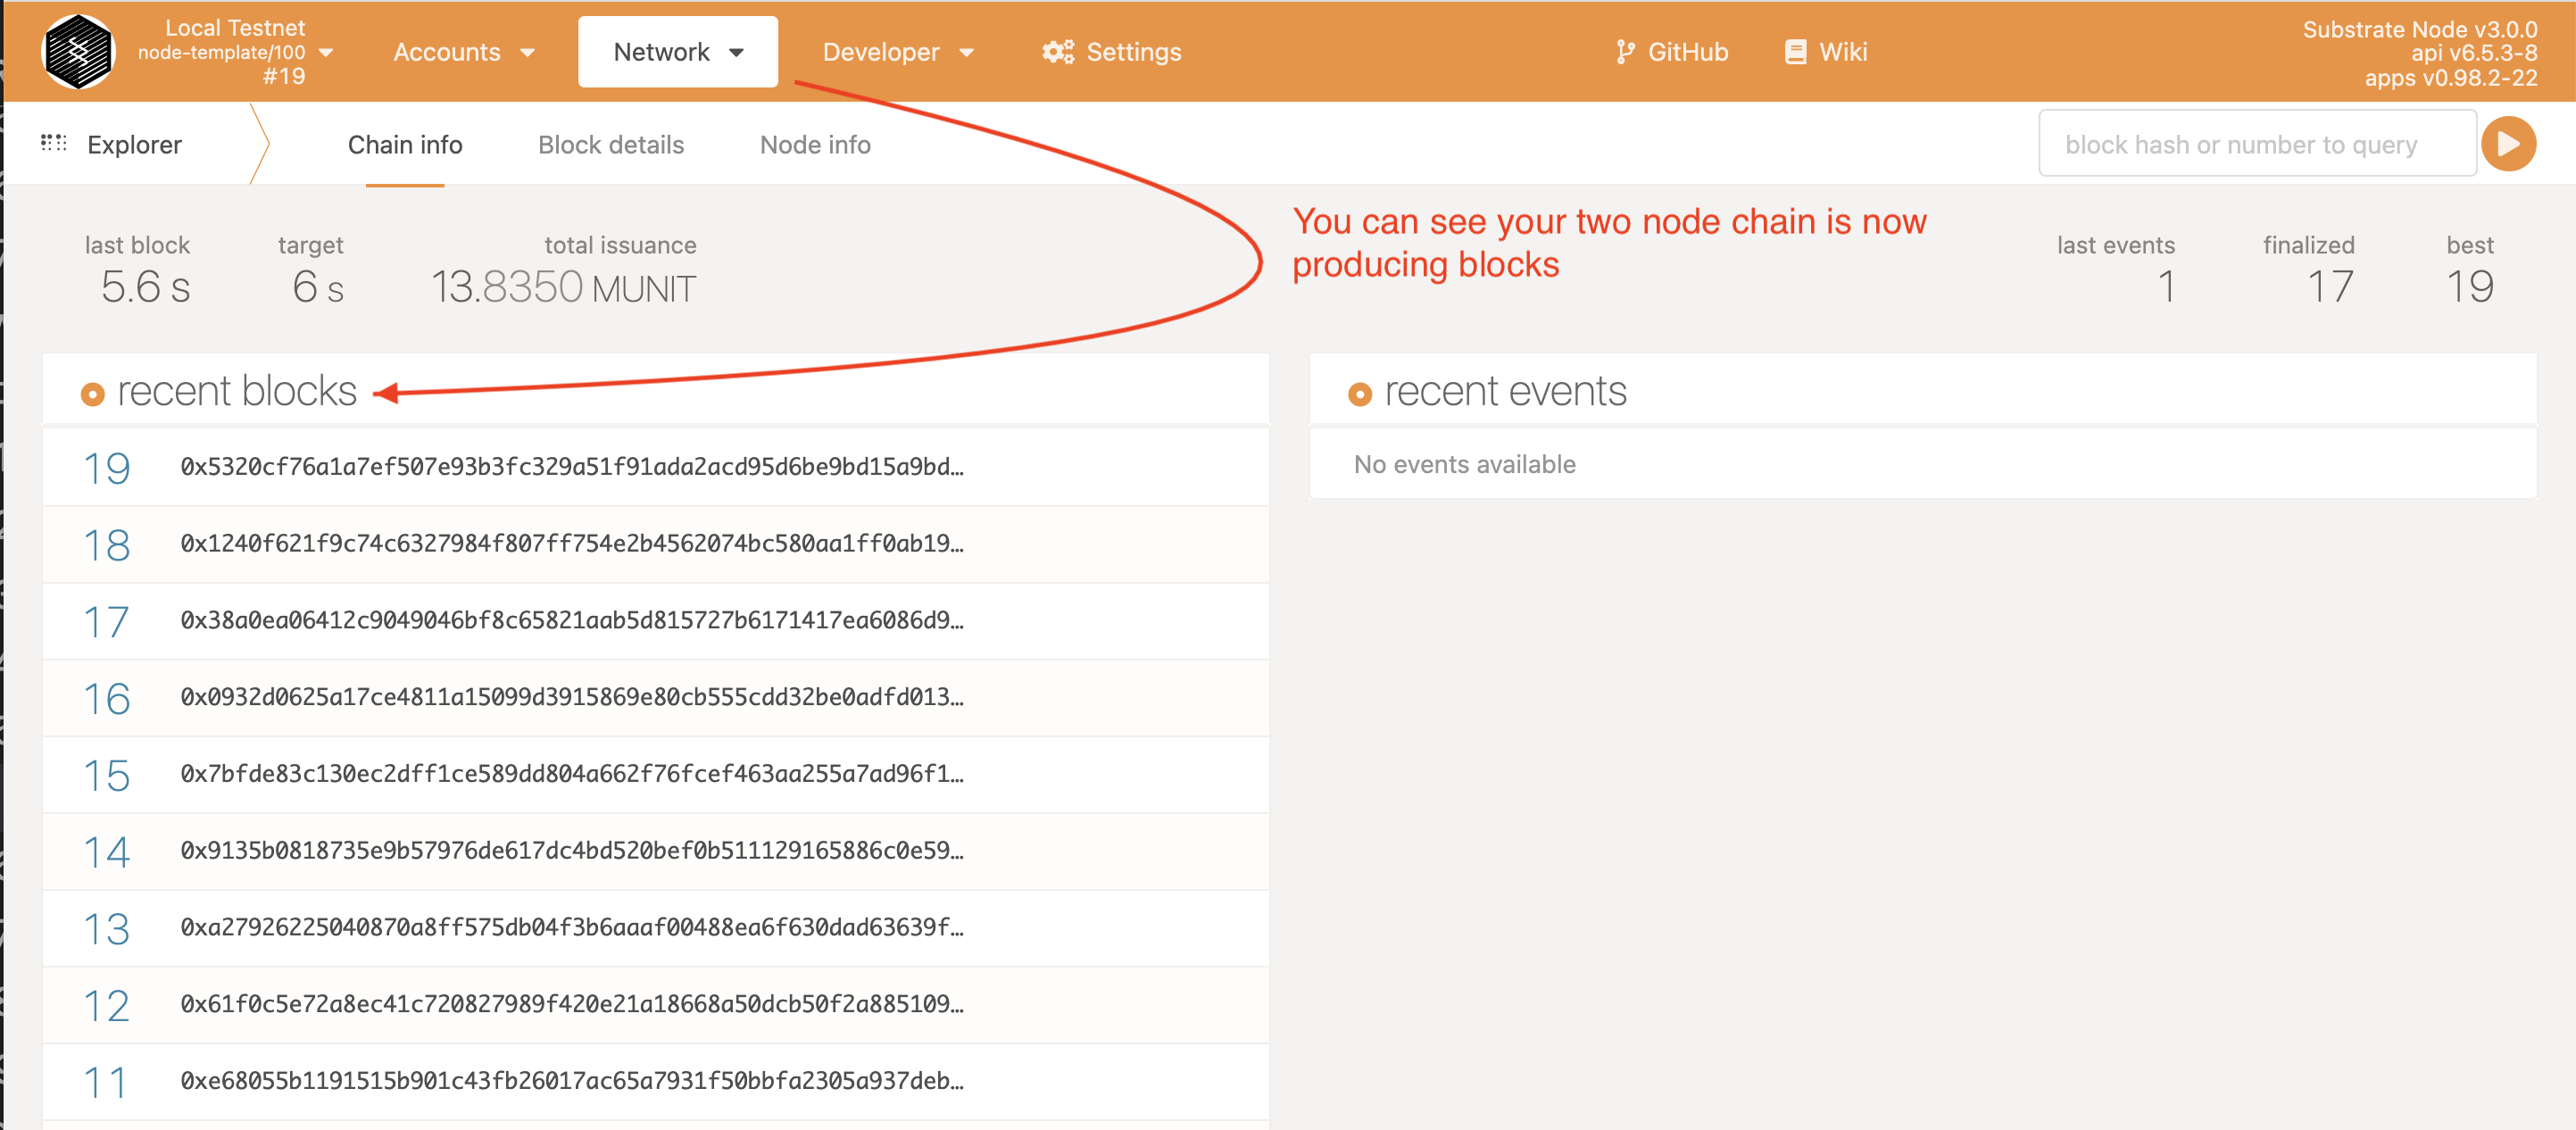 Local Testnet
node-template/100
#19
Accounts
Network
Developer
Settings
GitHub
Wiki
Substrate Node v3.0.0
api v6.5.3-8
apps v0.98.2-22
Explorer
Chain info
Block details
Node info
block hash or number to query
last block
5.6 s
target
6 s
total issuance
13.8350 MUNIT
You can see your two node chain is now
producing blocks
last events
1
finalized
17
best
19
recent blocks
19 0x5320cf76a1a7ef507e93b3fc329a51f91ada2acd95d6be9bd15a9bd…
18 0x1240f621f9c74c6327984f807ff754e2b4562074bc580aa1ff0ab19…
17 0x38a0ea06412c9049046bf8c65821aab5d815727b6171417ea6086d9…
16 0x0932d0625a17ce4811a15099d3915869e80cb555cdd32be0adfd013…
15 0x7bfde83c130ec2dff1ce589dd804a662f76fcef463aa255a7ad96f1…
14 0x9135b0818735e9b57976de617dc4bd520bef0b511129165886c0e59…
13 0xa27926225040870a8ff575db04f3b6aaaf00488ea6f630dad63639f…
12 0x61f0c5e72a8ec41c720827989f420e21a18668a50dcb50f2a885109…
11 0xe68055b1191515b901c43fb26017ac65a7931f50bbfa2305a937deb…
recent events
No events available